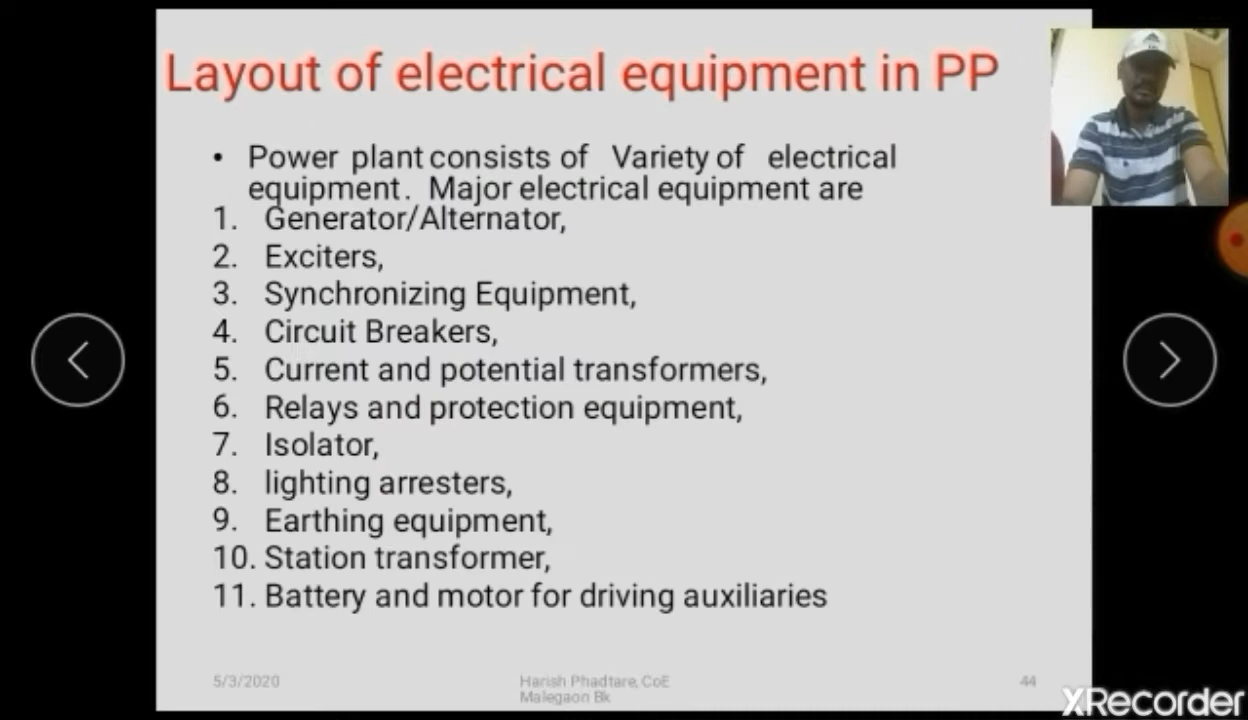 Layout of electrical equipment in PP
• Power plant consists of Variety of electrical
equipment. Major electrical equipment are
1. Generator/Alternator,
2. Exciters,
3. Synchronizing Equipment,
4. Circuit Breakers,
5. Current and potential transformers,
6. Relays and protection equipment,
7. Isolator,
8. lighting arresters,
9. Earthing equipment,
10. Station transformer,
11. Battery and motor for driving auxiliaries
5/3/2020
Harish Phadtare, CoE
Malegaon Bk
44
XRecorder